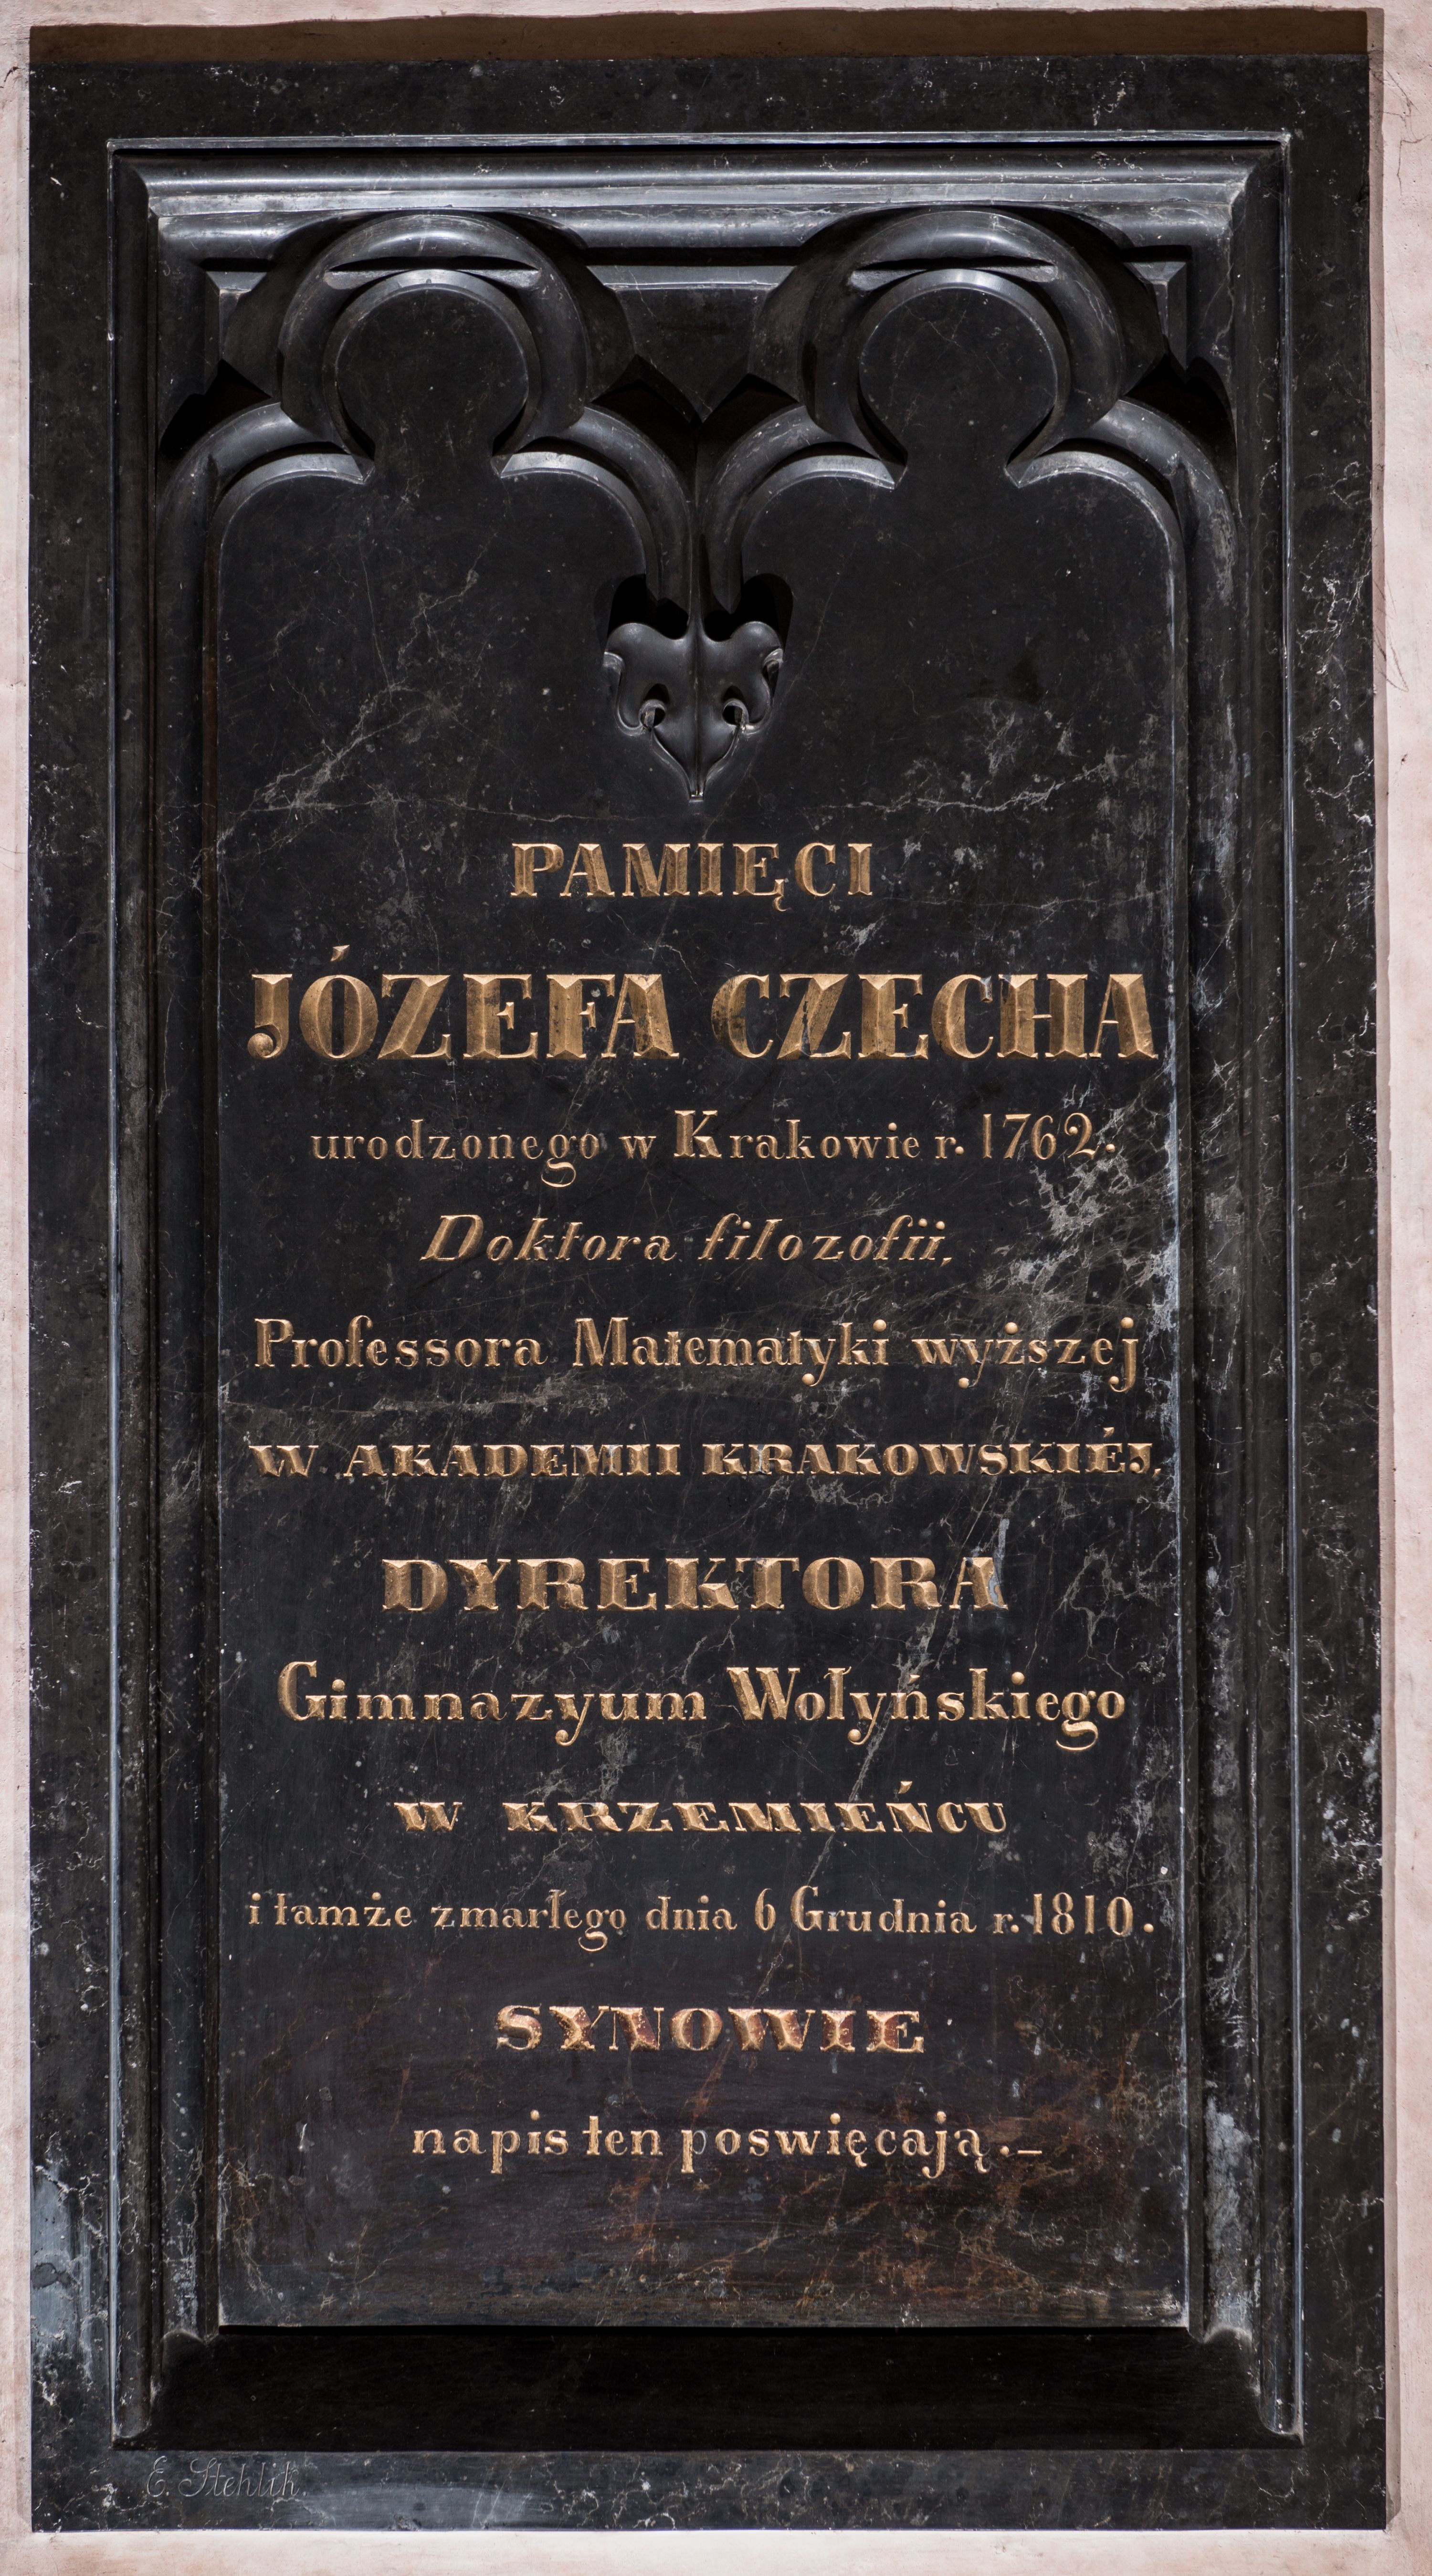 PAMIĘCI
JÓZEFA CZECHA
urodzonego w Krakowie r. 1762.
Doktora filozofii,
Professora Matematyki wyższej
W AKADEMII KRAKOWSKIÉJ,
DYREKTORA
Gimnazyum Wołyńskiego
W KRZEMIEŃCU
i tamże zmarłego dnia 6 Grudnia r. 1810.
SYNOWIE
napis ten poswięcają.–
E. Stehlik.